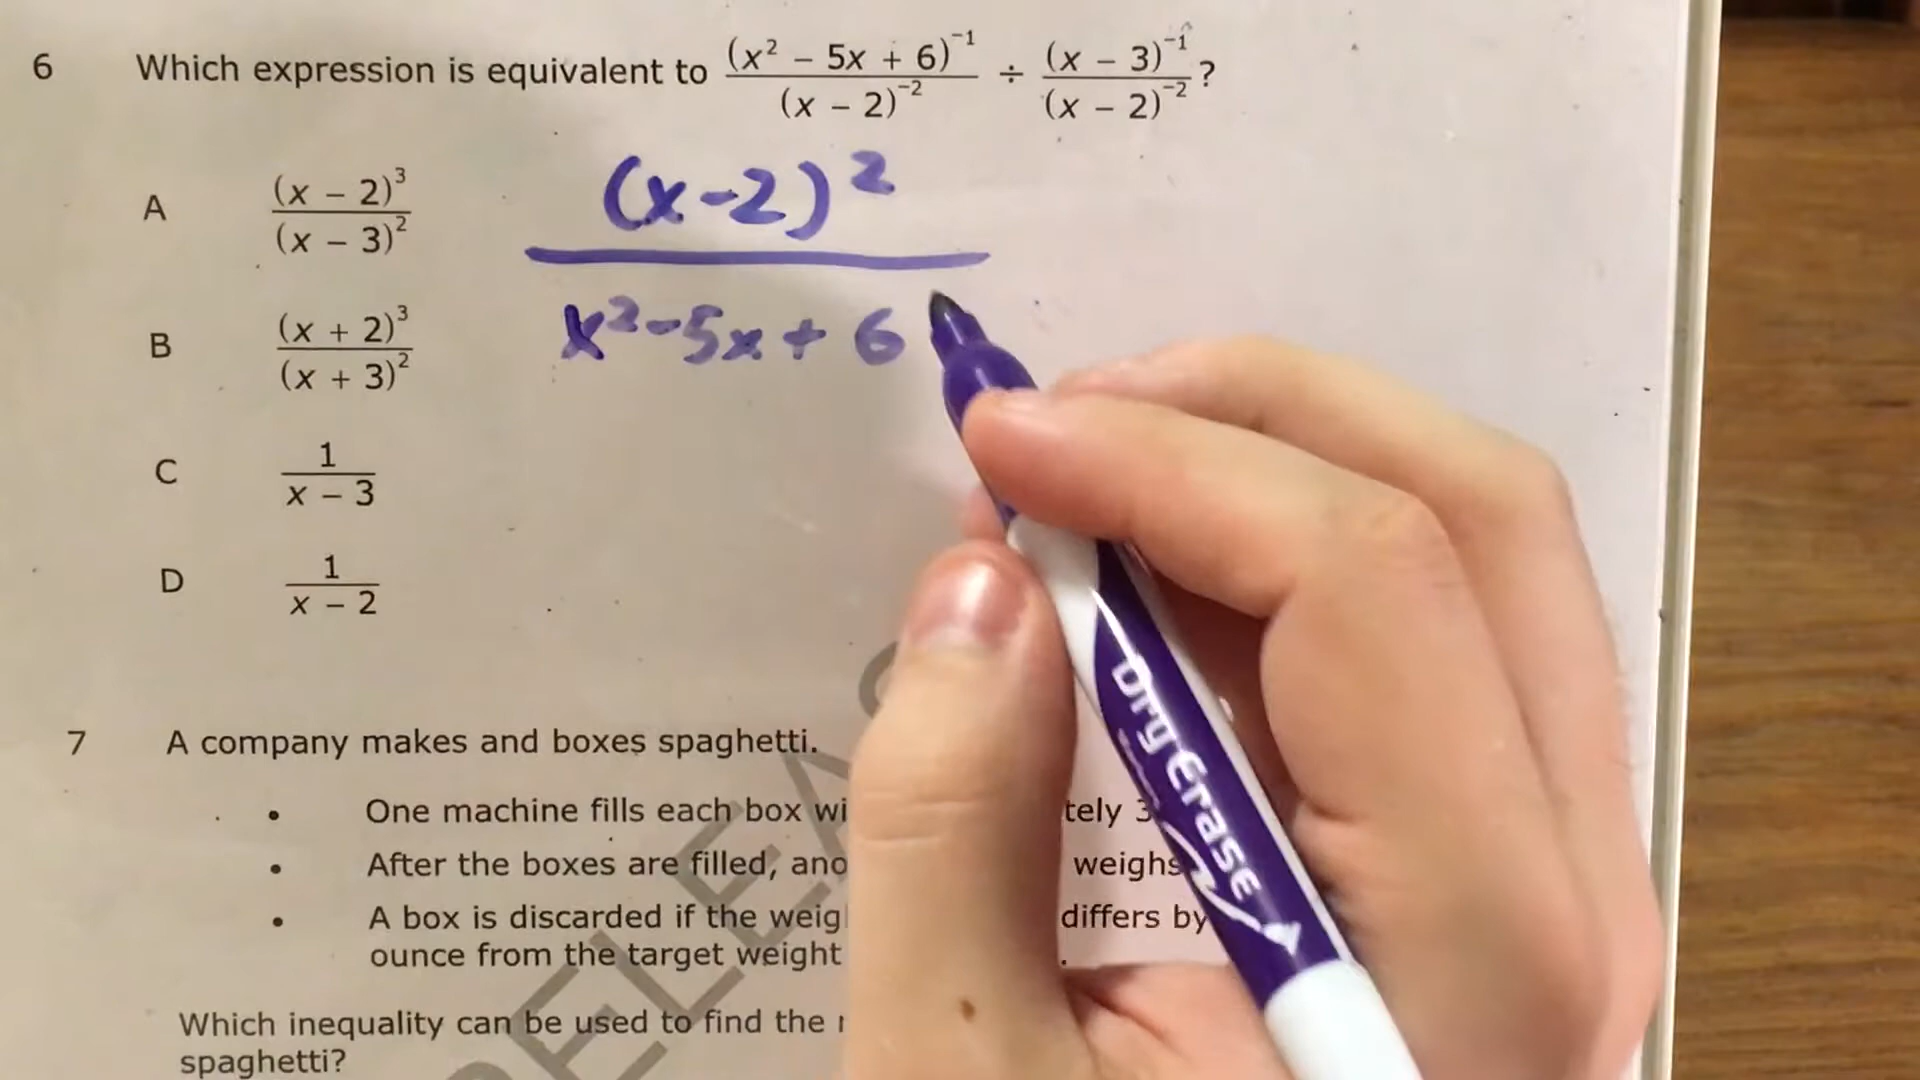 6 Which expression is equivalent to (x² − 5x + 6)⁻¹ / (x − 2)⁻² ÷ (x − 3)⁻¹ / (x − 2)⁻² ?
A (x − 2)³ / (x − 3)²
B (x + 2)³ / (x + 3)²
C 1 / x − 3
D 1 / x − 2
(x-2)²
x²-5x+6
7 A company makes and boxes spaghetti.
• One machine fills each box tely 3
• After the boxes are filled, weighs
• A box is discarded if the differs by
ounce from the target weight .
Which inequality can be used to find the
spaghetti?
Dry Erase